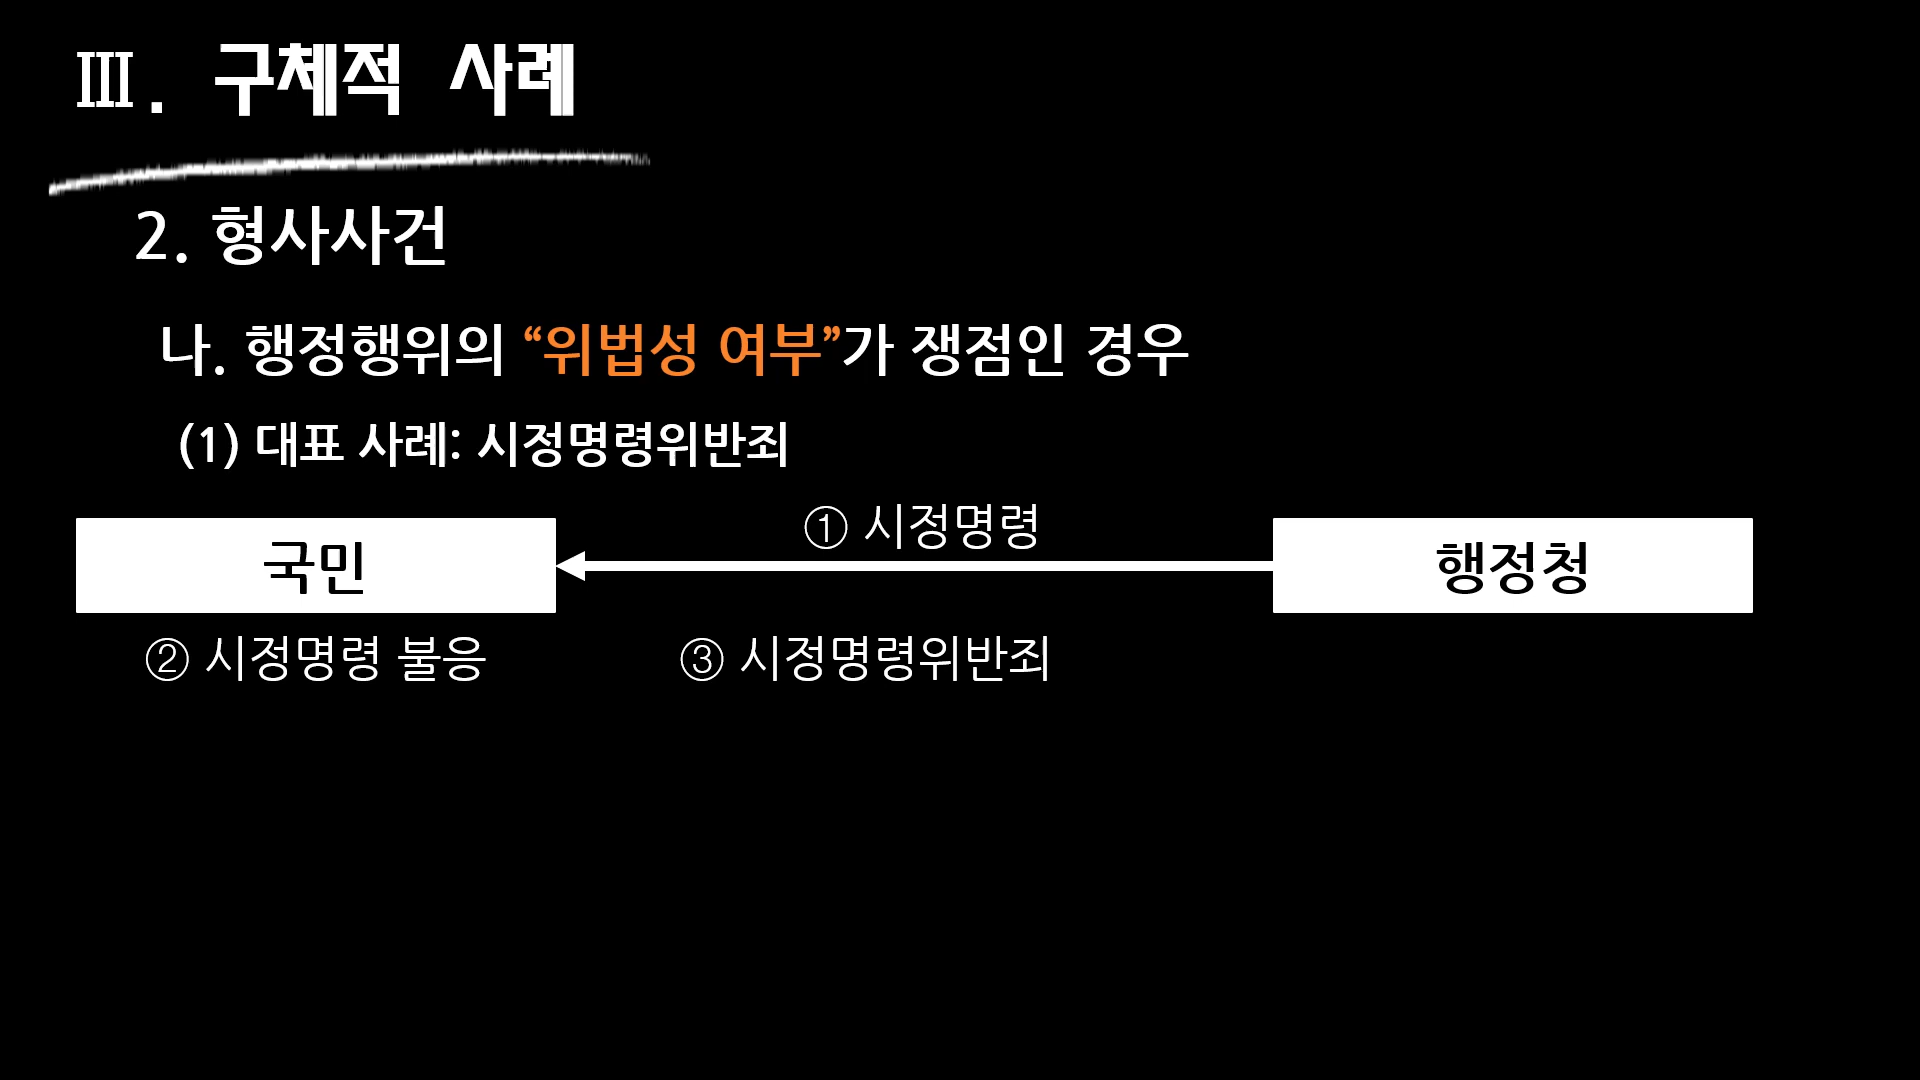 Ⅲ. 구체적 사례
2. 형사사건
나. 행정행위의 “위법성 여부”가 쟁점인 경우
(1) 대표 사례: 시정명령위반죄
① 시정명령
국민
행정청
② 시정명령 불응
③ 시정명령위반죄